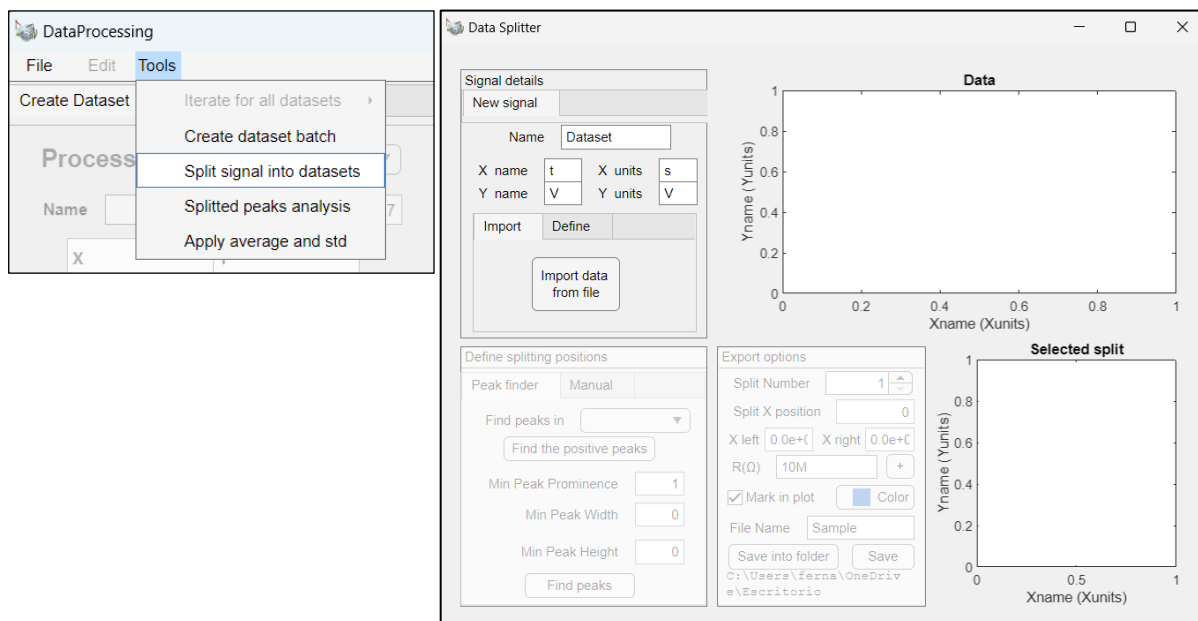 DataProcessing
File Edit Tools
Create Dataset
Iterate for all datasets
Create dataset batch
Process
Split signal into datasets
Name
Splitted peaks analysis
7
Apply average and std
X
Data Splitter
Signal details
New signal
Name Dataset
X name t X units s
Y name V Y units V
Import Define
Import data
from file
Data
1
0.8
0.6
0.4
0.2
0
Yname (Yunits)
0 0.2 0.4 0.6 0.8 1
Xname (Xunits)
Define splitting positions
Peak finder Manual
Find peaks in
Find the positive peaks
Min Peak Prominence 1
Min Peak Width 0
Min Peak Height 0
Find peaks
Export options
Split Number 1
Split X position 0
X left 0.0e+( X right 0.0e+(
R(Ω) 10M +
Mark in plot Color
File Name Sample
Save into folder Save
C:\Users\ferna\OneDriv
e\Escritorio
Selected split
1
0.8
0.6
0.4
0.2
0
Yname (Yunits)
0 0.5 1
Xname (Xunits)